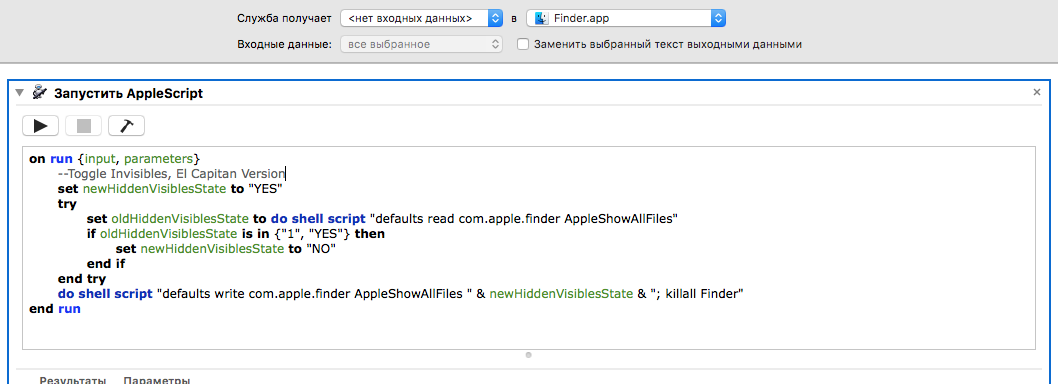 Служба получает <нет входных данных> в Finder.app
Входные данные: все выбранное Заменить выбранный текст выходными данными
Запустить AppleScript
on run {input, parameters}
--Toggle Invisibles, El Capitan Version
set newHiddenVisiblesState to "YES"
try
set oldHiddenVisiblesState to do shell script "defaults read com.apple.finder AppleShowAllFiles"
if oldHiddenVisiblesState is in {"1", "YES"} then
set newHiddenVisiblesState to "NO"
end if
end try
do shell script "defaults write com.apple.finder AppleShowAllFiles " & newHiddenVisiblesState & "; killall Finder"
end run
Результаты Параметры